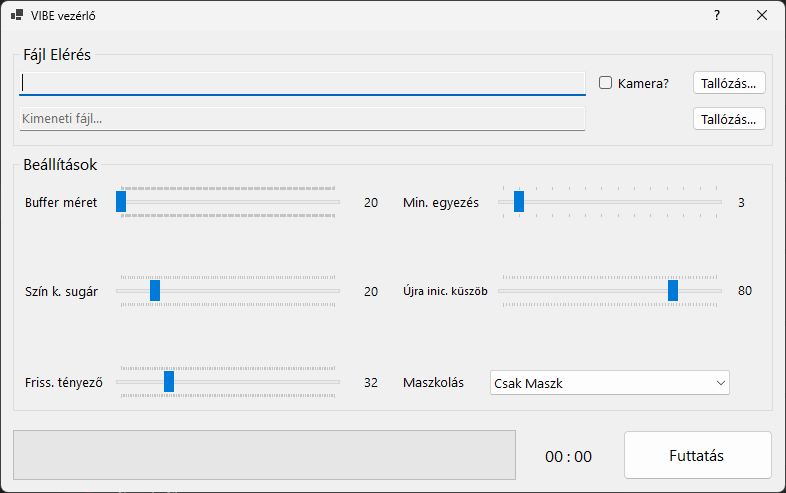 VIBE vezérlő
Fájl Elérés
Kamera?
Tallózás...
Kimeneti fájl...
Tallózás...
Beállítások
Buffer méret 20
Min. egyezés 3
Szín k. sugár 20
Újra inic. küszöb 80
Friss. tényező 32
Maszkolás Csak Maszk
00 : 00
Futtatás